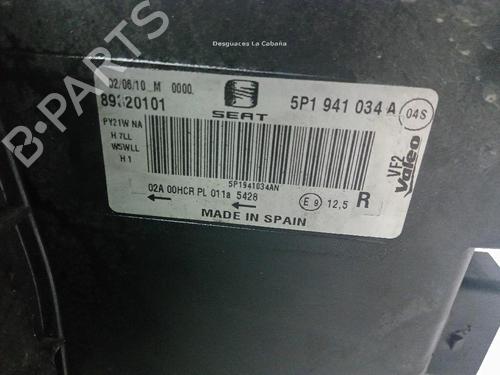 Desguaces La Cabaña
B-PARTS
02/06/10 M 0000
89320101
SEAT
5P1 941 034 A
04S
PY21W NA
H 7LL
W5WLL
H 1
5P1941034AN
VF2
Valeo
02A 00HCR PL 011a 5428
E 9 12,5
R
MADE IN SPAIN